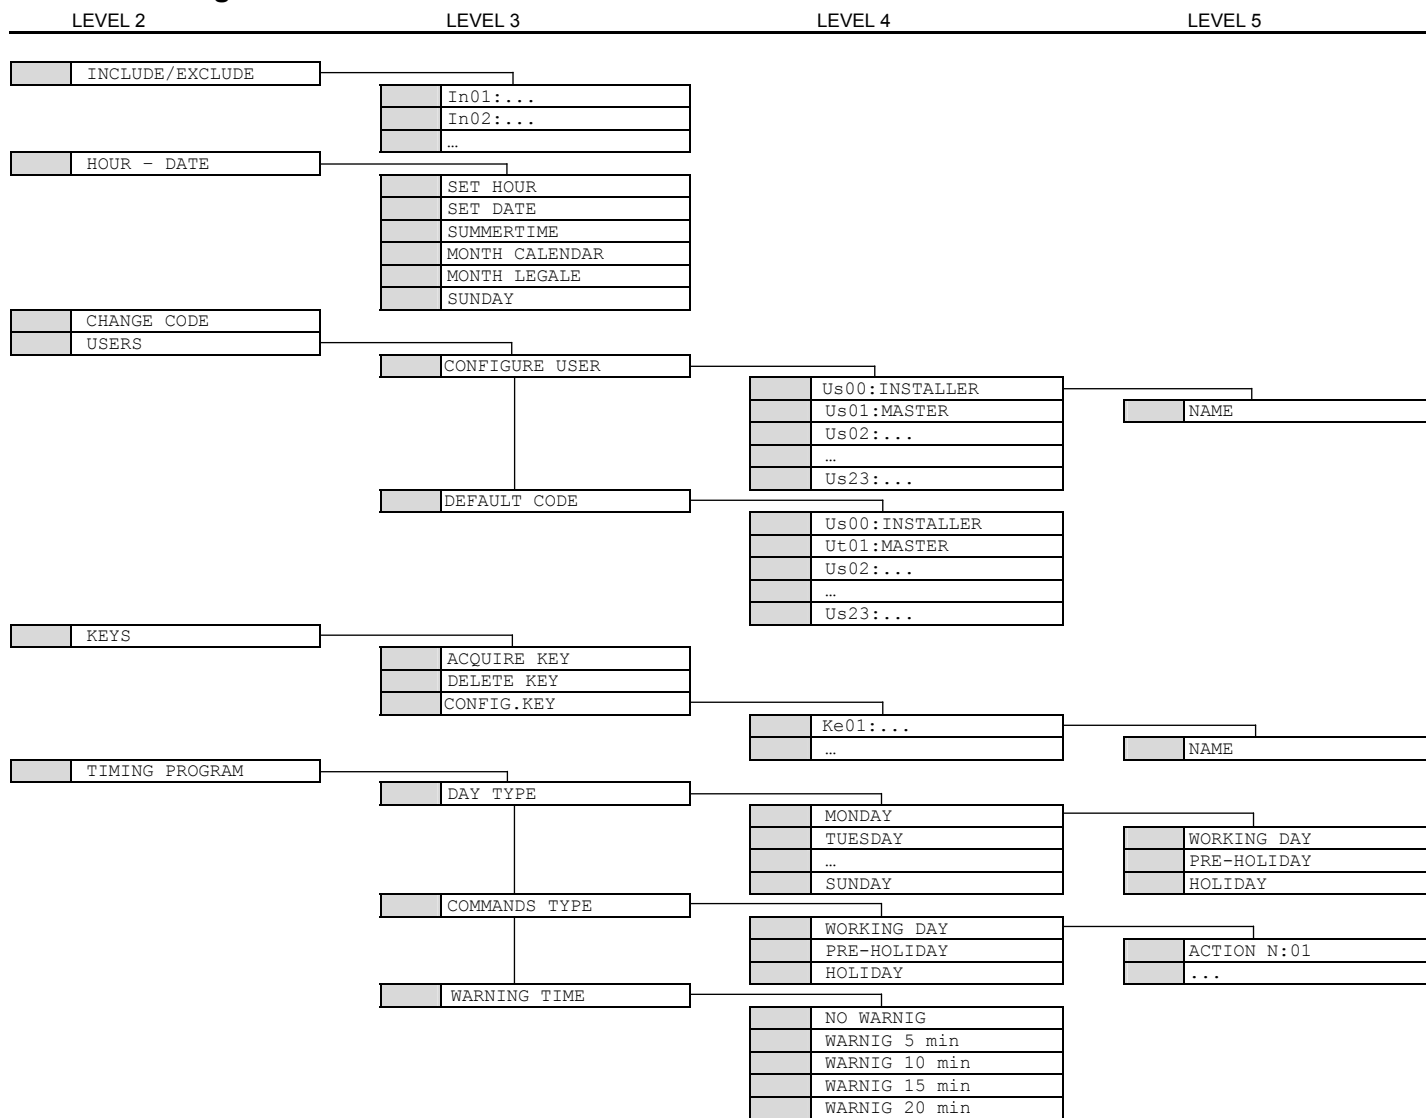 LEVEL 2 LEVEL 3 LEVEL 4 LEVEL 5
INCLUDE/EXCLUDE
In01:...
In02:...
…
HOUR – DATE
SET HOUR
SET DATE
SUMMERTIME
MONTH CALENDAR
MONTH LEGALE
SUNDAY
CHANGE CODE
USERS
CONFIGURE USER
Us00:INSTALLER
Us01:MASTER
Us02:...
…
Us23:...
NAME
DEFAULT CODE
Us00:INSTALLER
Ut01:MASTER
Us02:...
…
Us23:...
KEYS
ACQUIRE KEY
DELETE KEY
CONFIG.KEY
Ke01:...
…
NAME
TIMING PROGRAM
DAY TYPE
MONDAY
TUESDAY
…
SUNDAY
WORKING DAY
PRE-HOLIDAY
HOLIDAY
COMMANDS TYPE
WORKING DAY
PRE-HOLIDAY
HOLIDAY
ACTION N:01
...
WARNING TIME
NO WARNIG
WARNIG 5 min
WARNIG 10 min
WARNIG 15 min
WARNIG 20 min